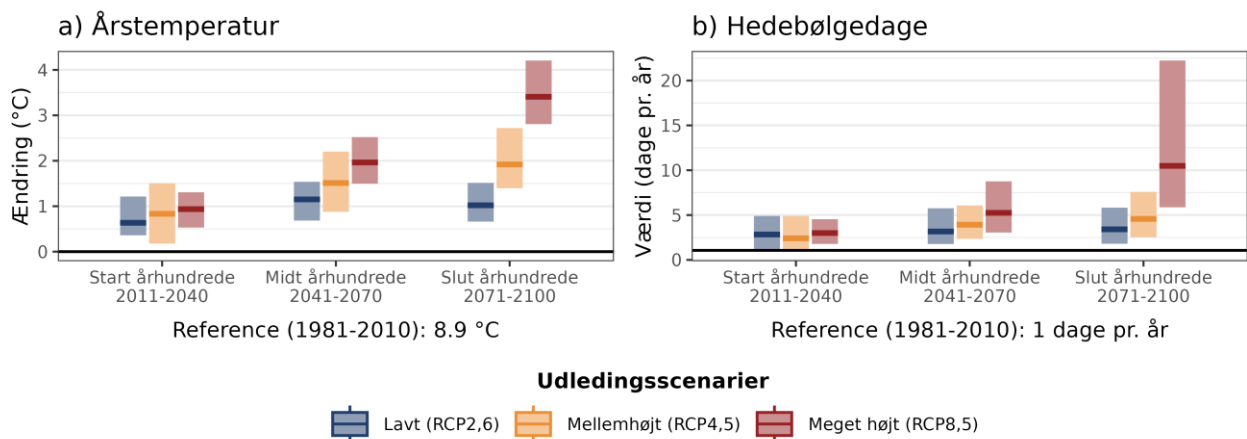 a) Årstemperatur
Ændring (°C)
4
3
2
1
0
Start århundrede
2011-2040
Midt århundrede
2041-2070
Slut århundrede
2071-2100
Reference (1981-2010): 8.9 °C
b) Hedebølgedage
Værdi (dage pr. år)
20
15
10
5
0
Start århundrede
2011-2040
Midt århundrede
2041-2070
Slut århundrede
2071-2100
Reference (1981-2010): 1 dage pr. år
Udledingsscenarier
Lavt (RCP2,6)
Mellemhøjt (RCP4,5)
Meget højt (RCP8,5)